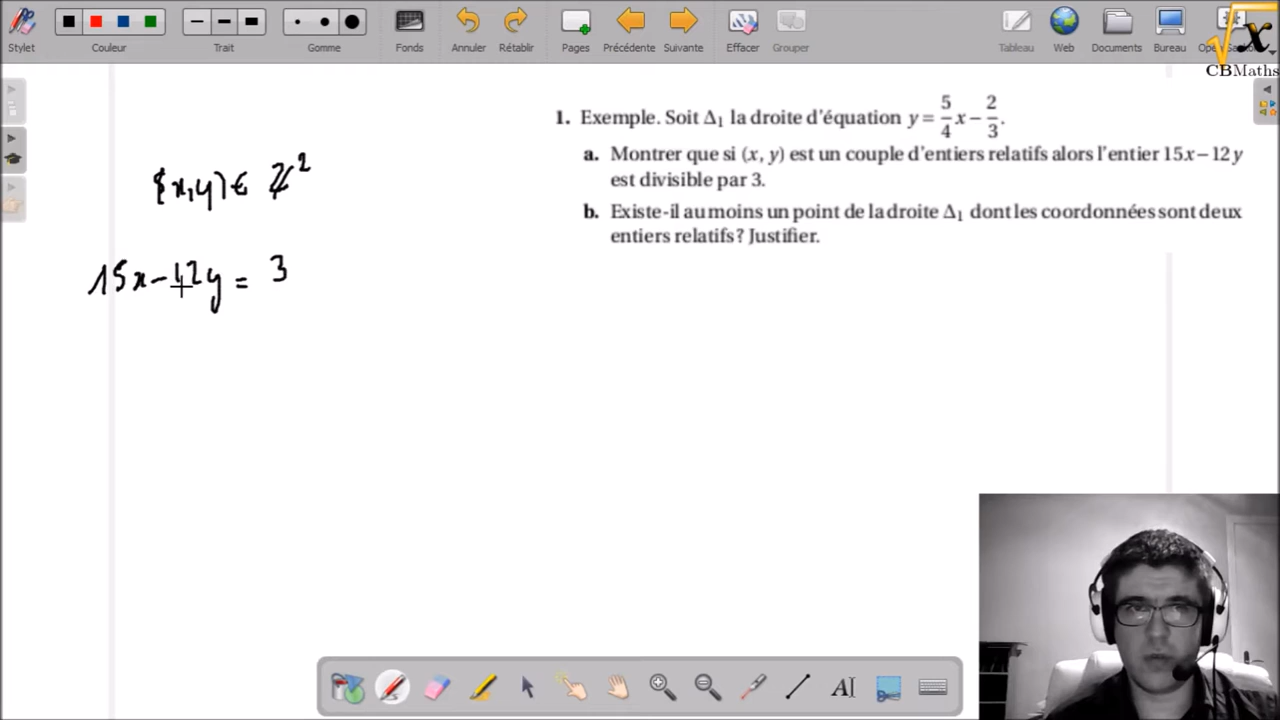 Stylet Couleur Trait Gomme Fonds Annuler Rétablir Pages Précédente Suivante Effacer Grouper Tableau Web Documents Bureau
x
CBMaths
1. Exemple. Soit Δ₁ la droite d'équation y = 5/4 x − 2/3.
a. Montrer que si (x, y) est un couple d'entiers relatifs alors l'entier 15x − 12y
est divisible par 3.
b. Existe-il au moins un point de la droite Δ₁ dont les coordonnées sont deux
entiers relatifs ? Justifier.
(x,y) ∈ ℤ²
15x − 12y = 3
AI